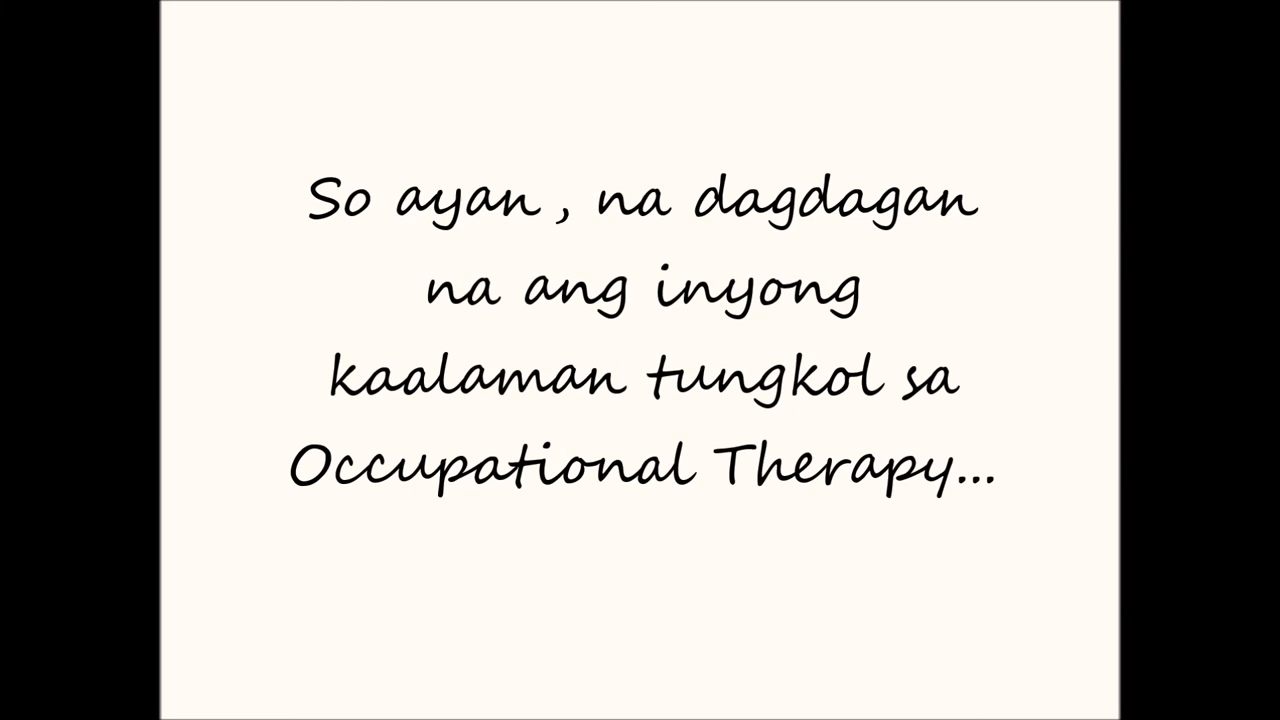 So ayan , na dagdagan
na ang inyong
kaalaman tungkol sa
Occupational Therapy...